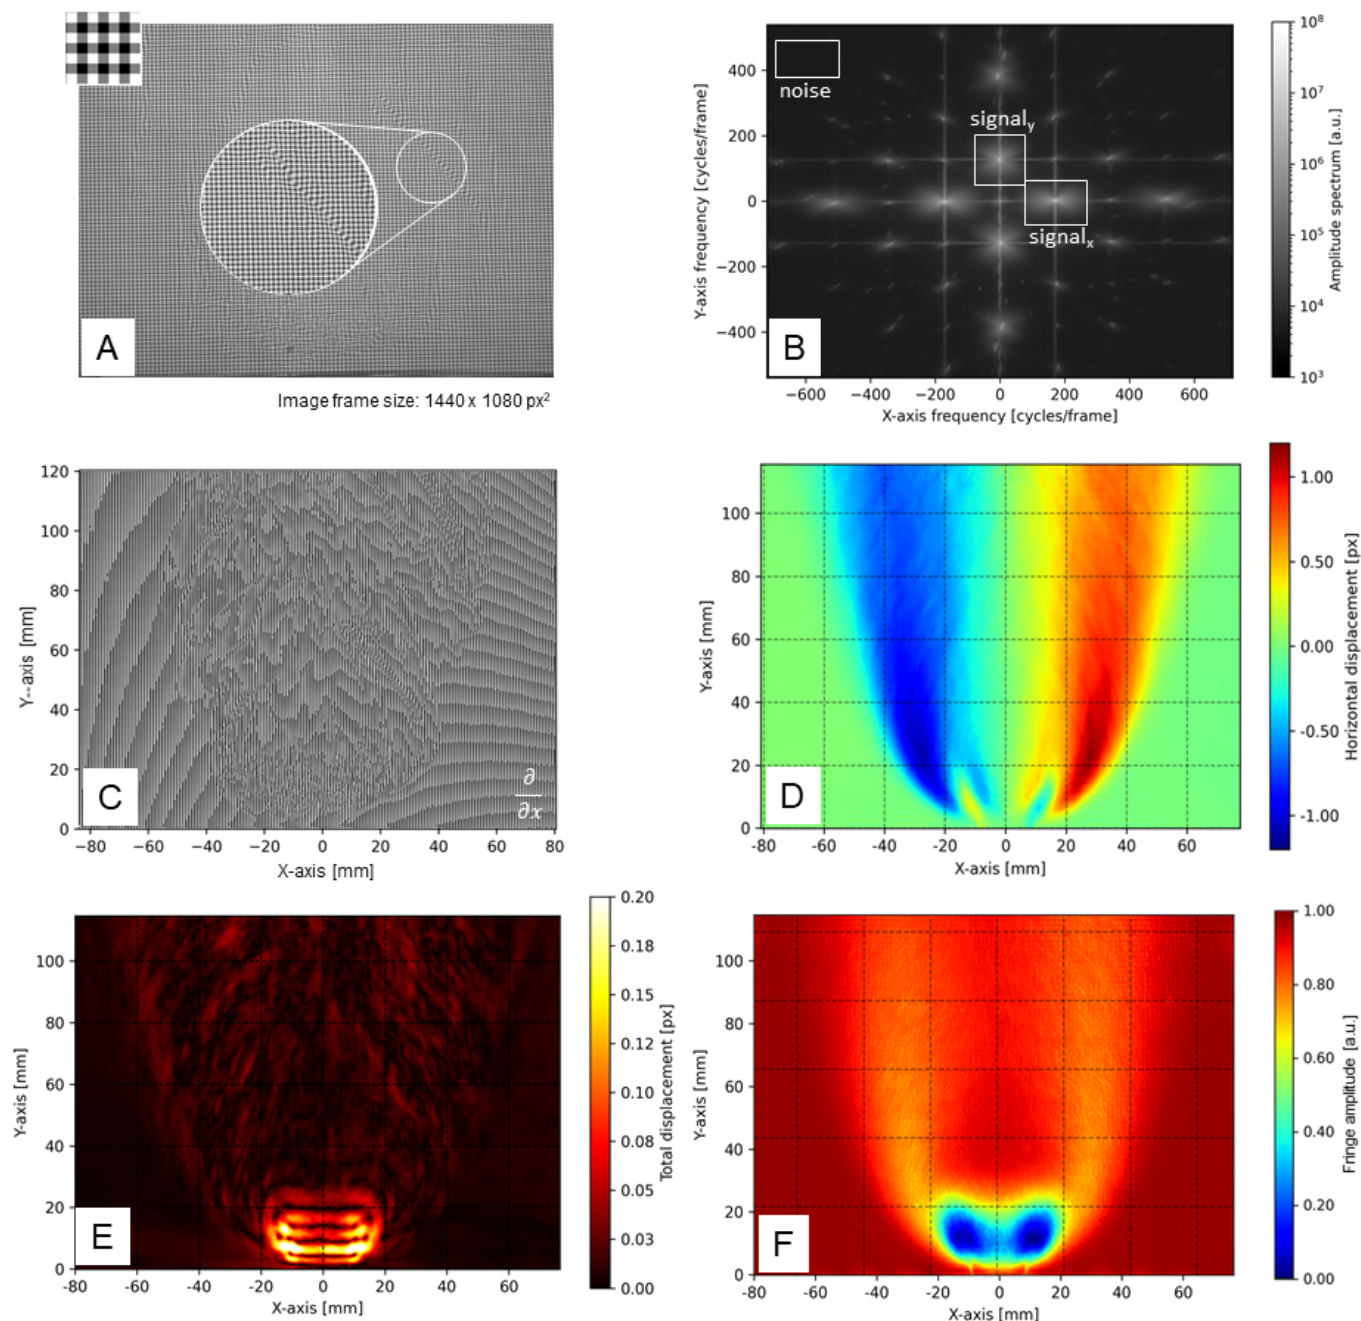 A
Image frame size: 1440 x 1080 px²
noise
signal_y
signal_x
B
400
200
0
−200
−400
Y-axis frequency [cycles/frame]
−600 −400 −200 0 200 400 600
X-axis frequency [cycles/frame]
10⁸
10⁷
10⁶
10⁵
10⁴
10³
Amplitude spectrum [a.u.]
120
100
80
60
40
20
0
Y--axis [mm]
C
∂
∂x
−80 −60 −40 −20 0 20 40 60 80
X-axis [mm]
100
80
60
40
20
0
Y-axis [mm]
D
-80 -60 -40 -20 0 20 40 60
X-axis [mm]
1.00
0.50
0.00
-0.50
-1.00
Horizontal displacement [px]
100
80
60
40
20
0
Y-axis [mm]
E
-80 -60 -40 -20 0 20 40 60
X-axis [mm]
0.20
0.18
0.15
0.12
0.10
0.08
0.05
0.03
0.00
Total displacement [px]
100
80
60
40
20
0
Y-axis [mm]
F
-80 -60 -40 -20 0 20 40 60
X-axis [mm]
1.00
0.80
0.60
0.40
0.20
0.00
Fringe amplitude [a.u.]